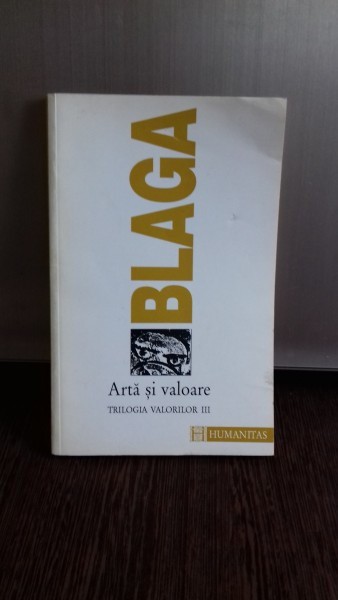 BLAGA
Artă și valoare
TRILOGIA VALORILOR III
HUMANITAS